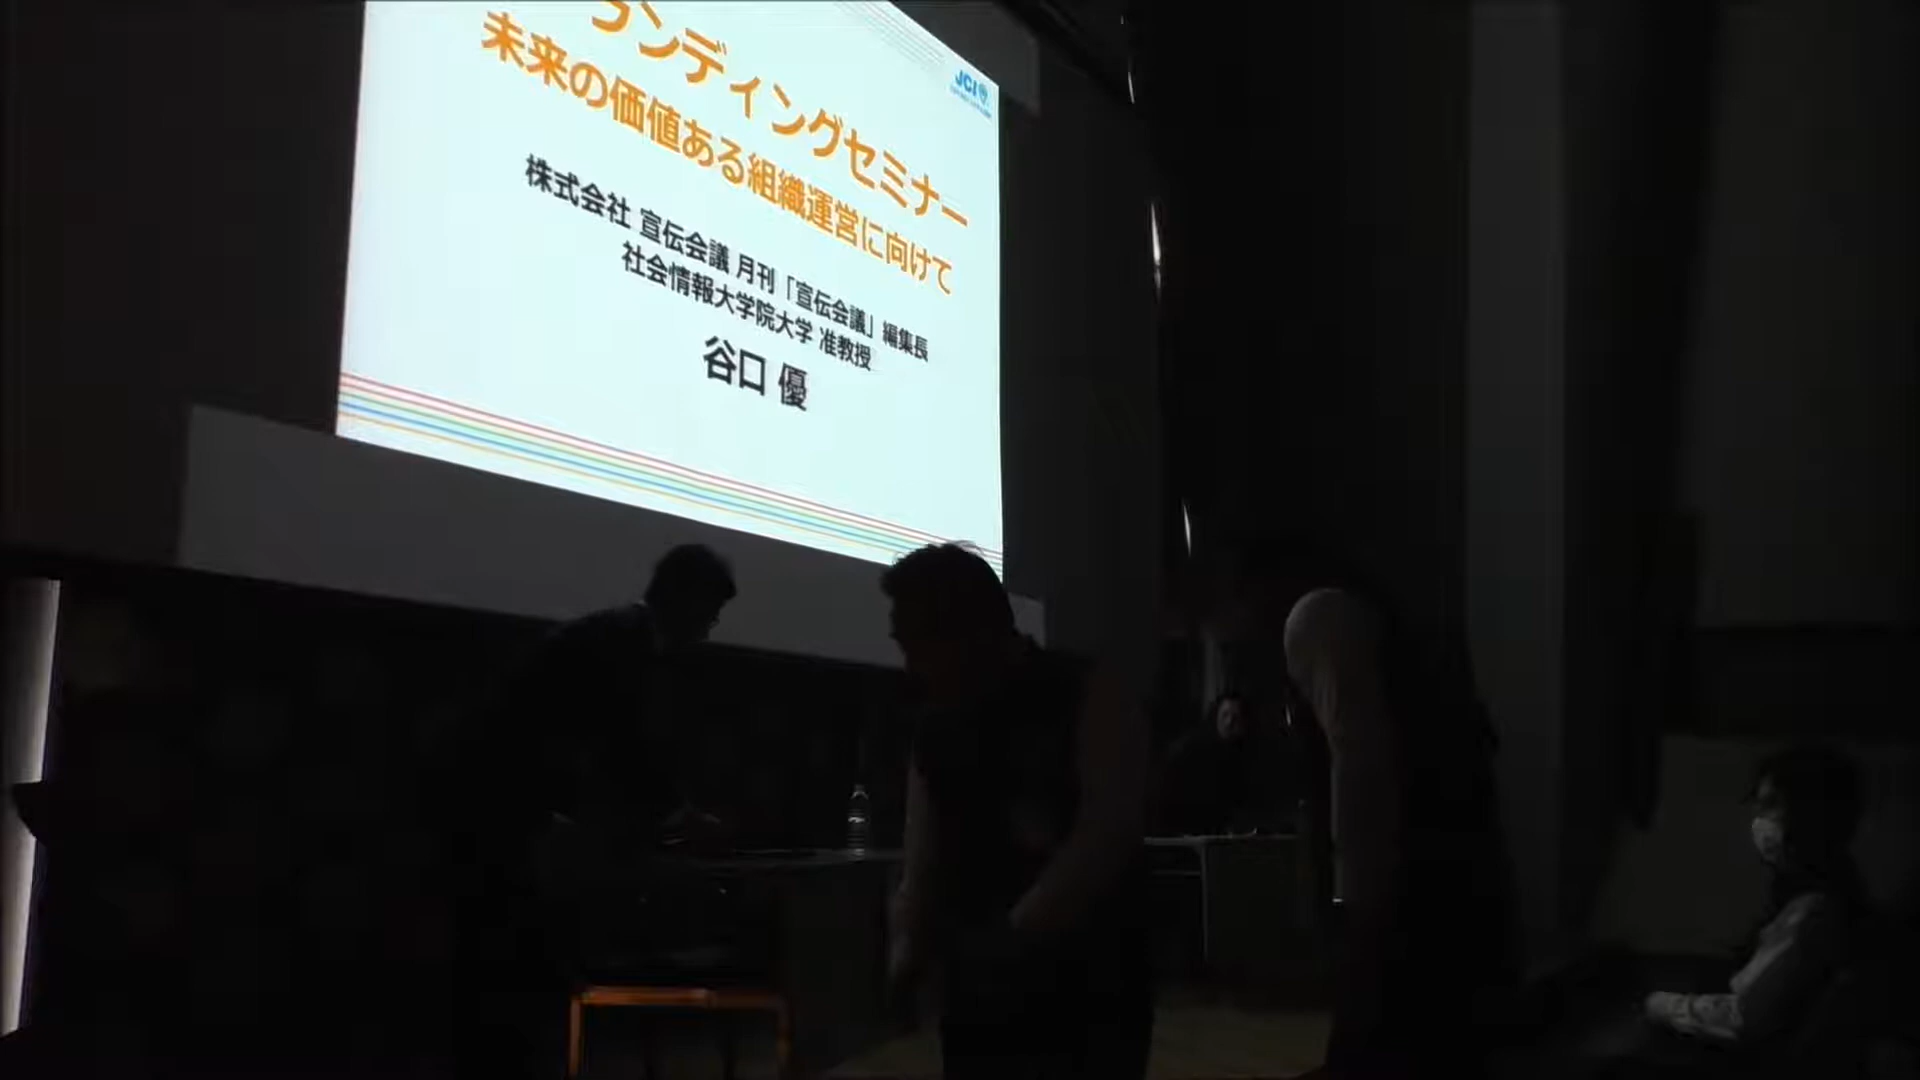 ランディングセミナー
未来の価値ある組織運営に向けて
JCI
株式会社 宣伝会議 月刊「宣伝会議」編集長
社会情報大学院大学 准教授
谷口 優